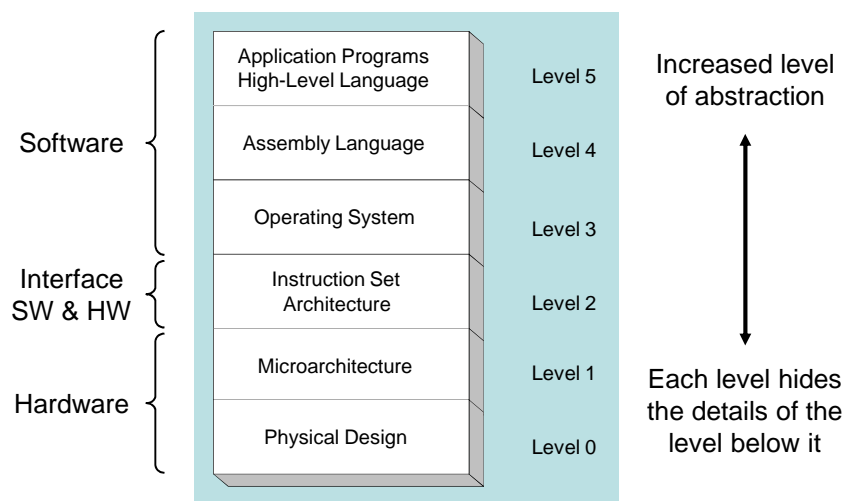 Application Programs
High-Level Language
Level 5
Increased level
of abstraction
Software
Assembly Language
Level 4
Operating System
Level 3
Interface
SW & HW
Instruction Set
Architecture
Level 2
Microarchitecture
Level 1
Hardware
Each level hides
the details of the
level below it
Physical Design
Level 0